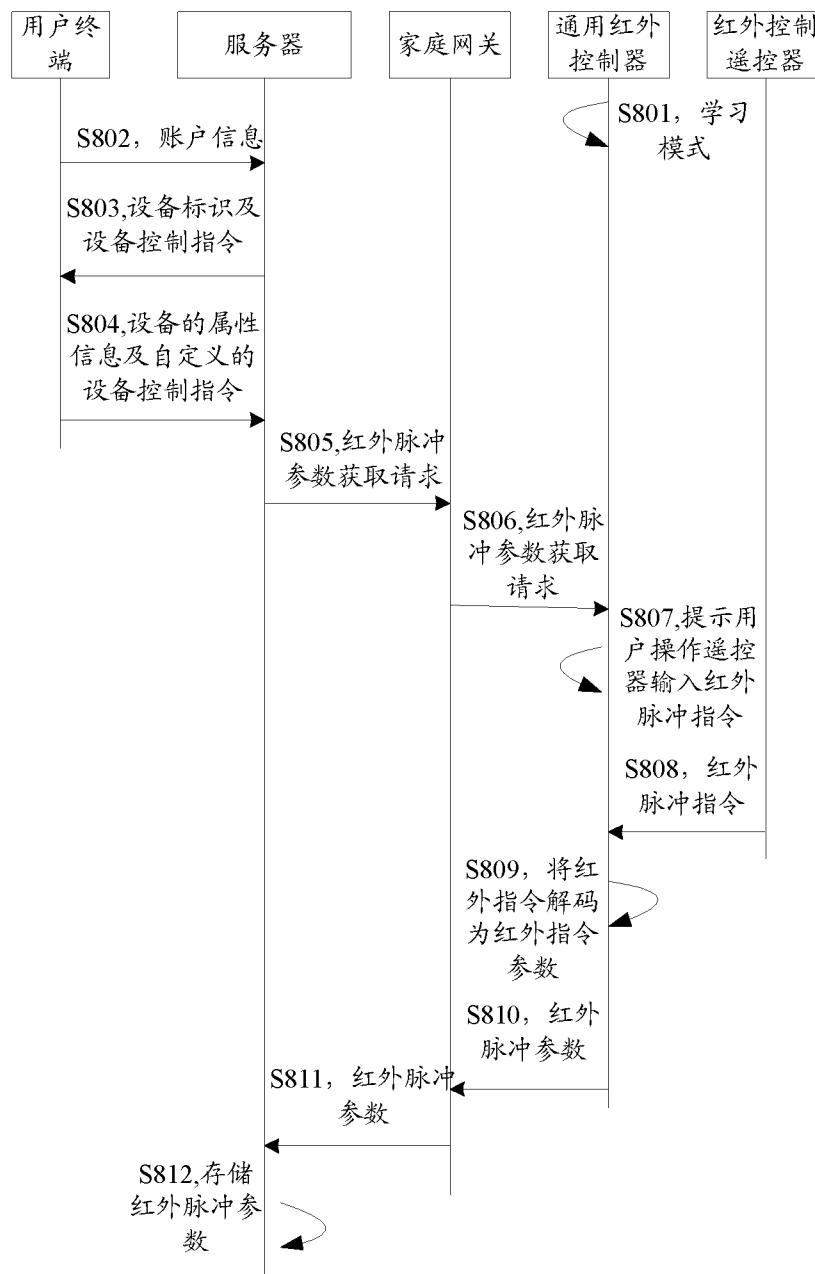 用户终
端
服务器
家庭网关
通用红外
控制器
红外控制
遥控器
S801，学习
模式
S802，账户信息
S803,设备标识及
设备控制指令
S804,设备的属性
信息及自定义的
设备控制指令
S805,红外脉冲
参数获取请求
S806,红外脉
冲参数获取
请求
S807,提示用
户操作遥控
器输入红外
脉冲指令
S808，红外
脉冲指令
S809，将红
外指令解码
为红外指令
参数
S810，红外
脉冲参数
S811，红外脉冲
参数
S812,存储
红外脉冲参
数